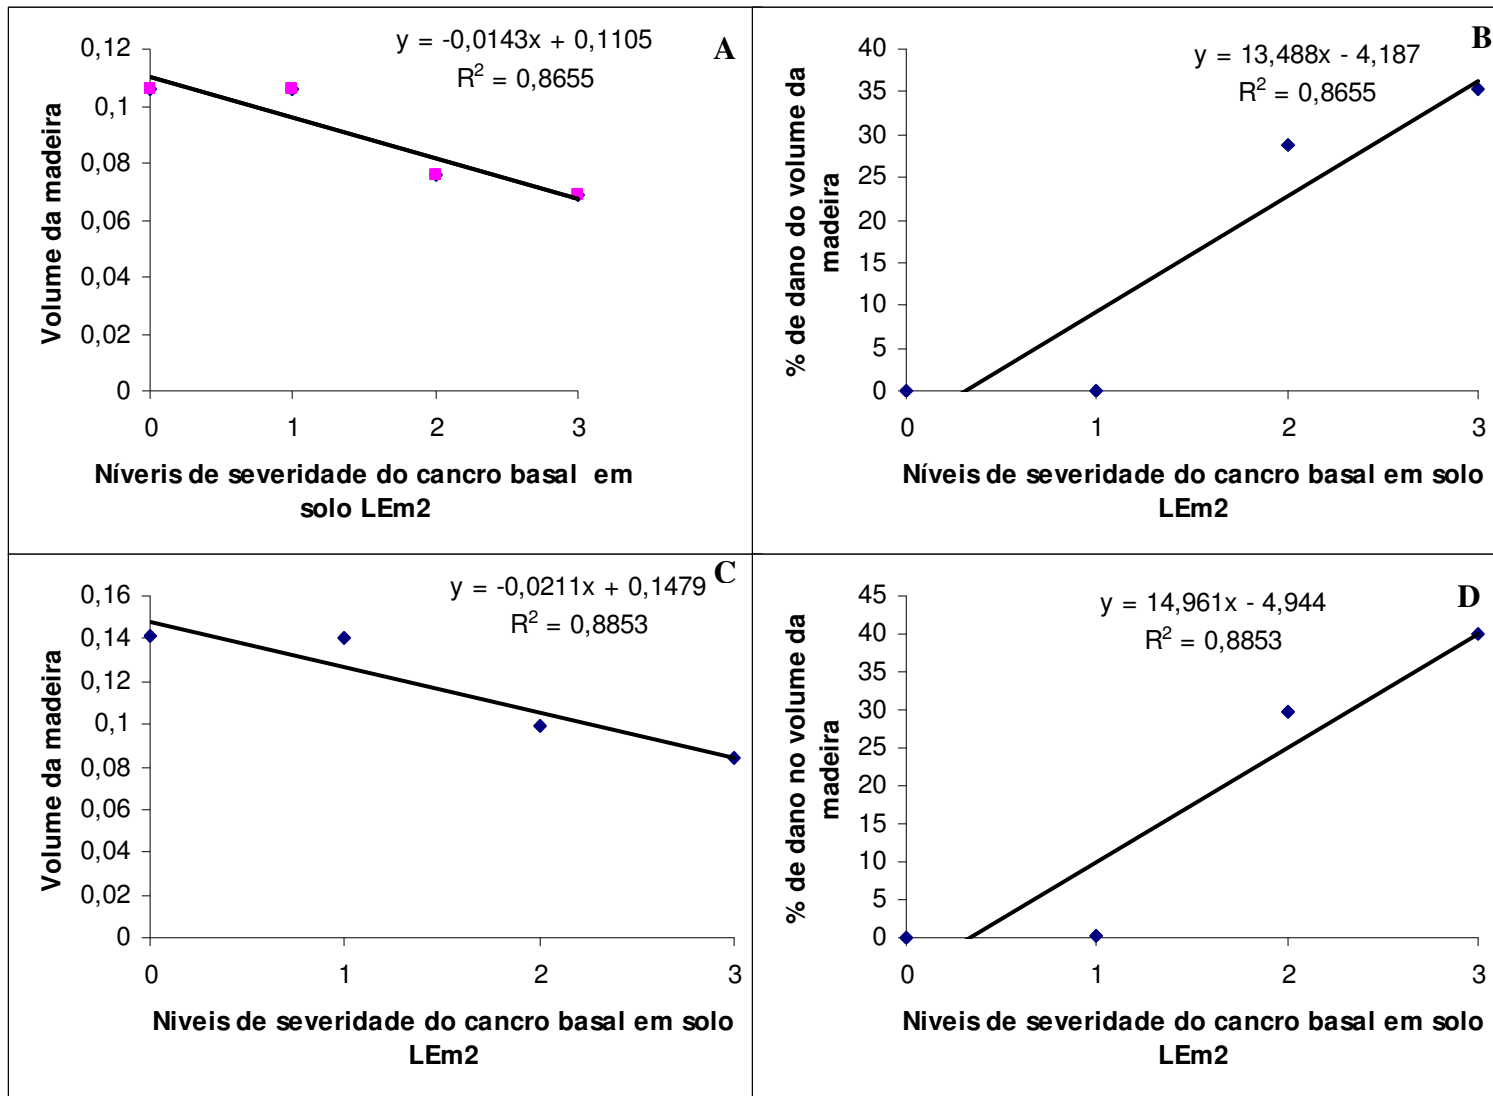 A
y = -0,0143x + 0,1105
R² = 0,8655
0,12
0,1
0,08
0,06
0,04
0,02
0
0 1 2 3
Volume da madeira
Níveris de severidade do cancro basal em
solo LEm2
B
y = 13,488x - 4,187
R² = 0,8655
40
35
30
25
20
15
10
5
0
0 1 2 3
% de dano do volume da
madeira
Níveis de severidade do cancro basal em solo
LEm2
C
y = -0,0211x + 0,1479
R² = 0,8853
0,16
0,14
0,12
0,1
0,08
0,06
0,04
0,02
0
0 1 2 3
Volume da madeira
Niveis de severidade do cancro basal em solo
LEm2
D
y = 14,961x - 4,944
R² = 0,8853
45
40
35
30
25
20
15
10
5
0
0 1 2 3
% de dano no volume da
madeira
Níveis de severidade do cancro basal em solo
LEm2